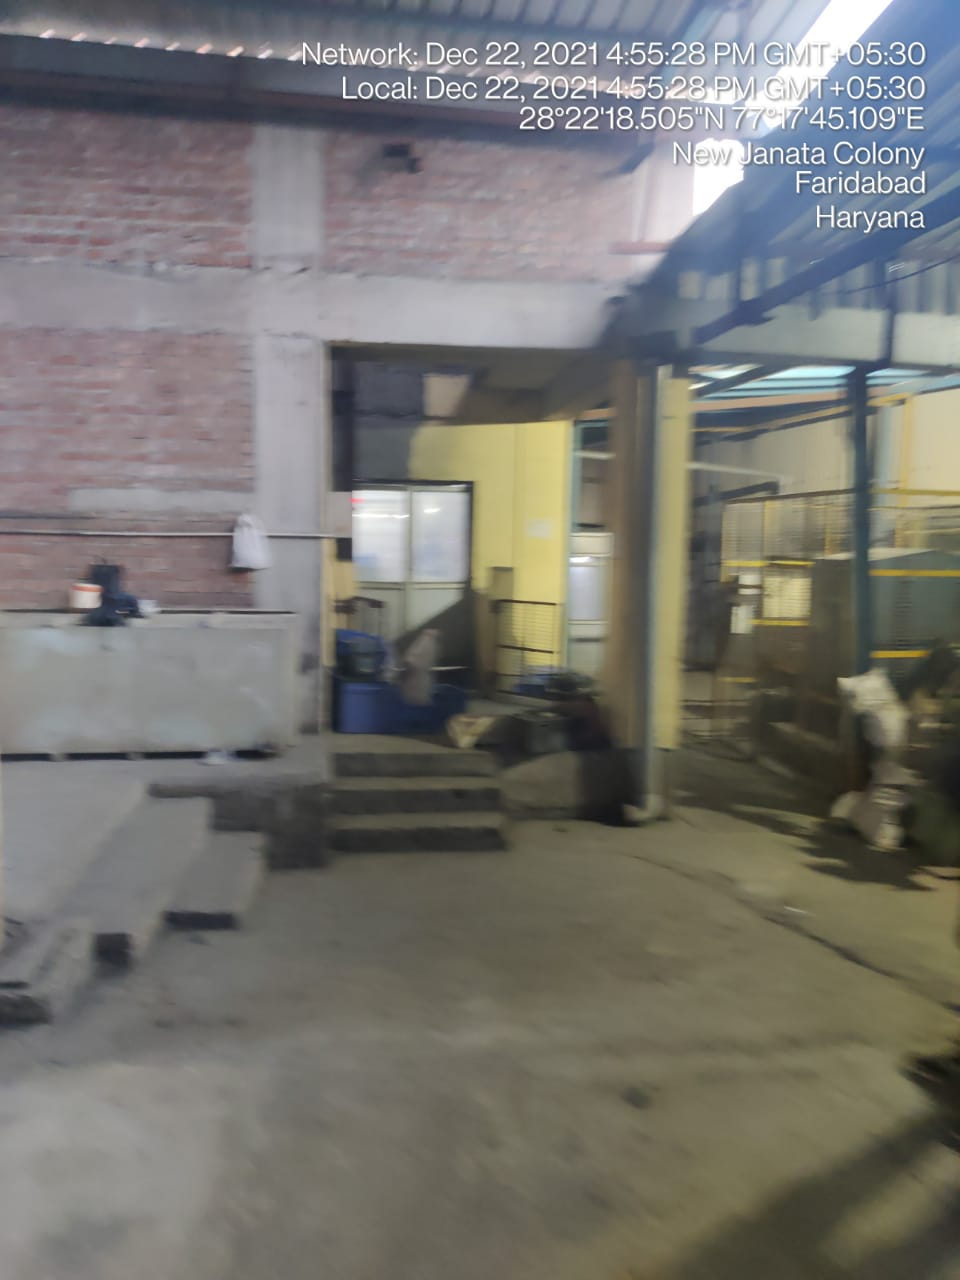 Network: Dec 22, 2021 4:55:28 PM GMT+05:30
Local: Dec 22, 2021 4:55:28 PM GMT+05:30
28°22'18.505"N 77°17'45.109"E
New Janata Colony
Faridabad
Haryana